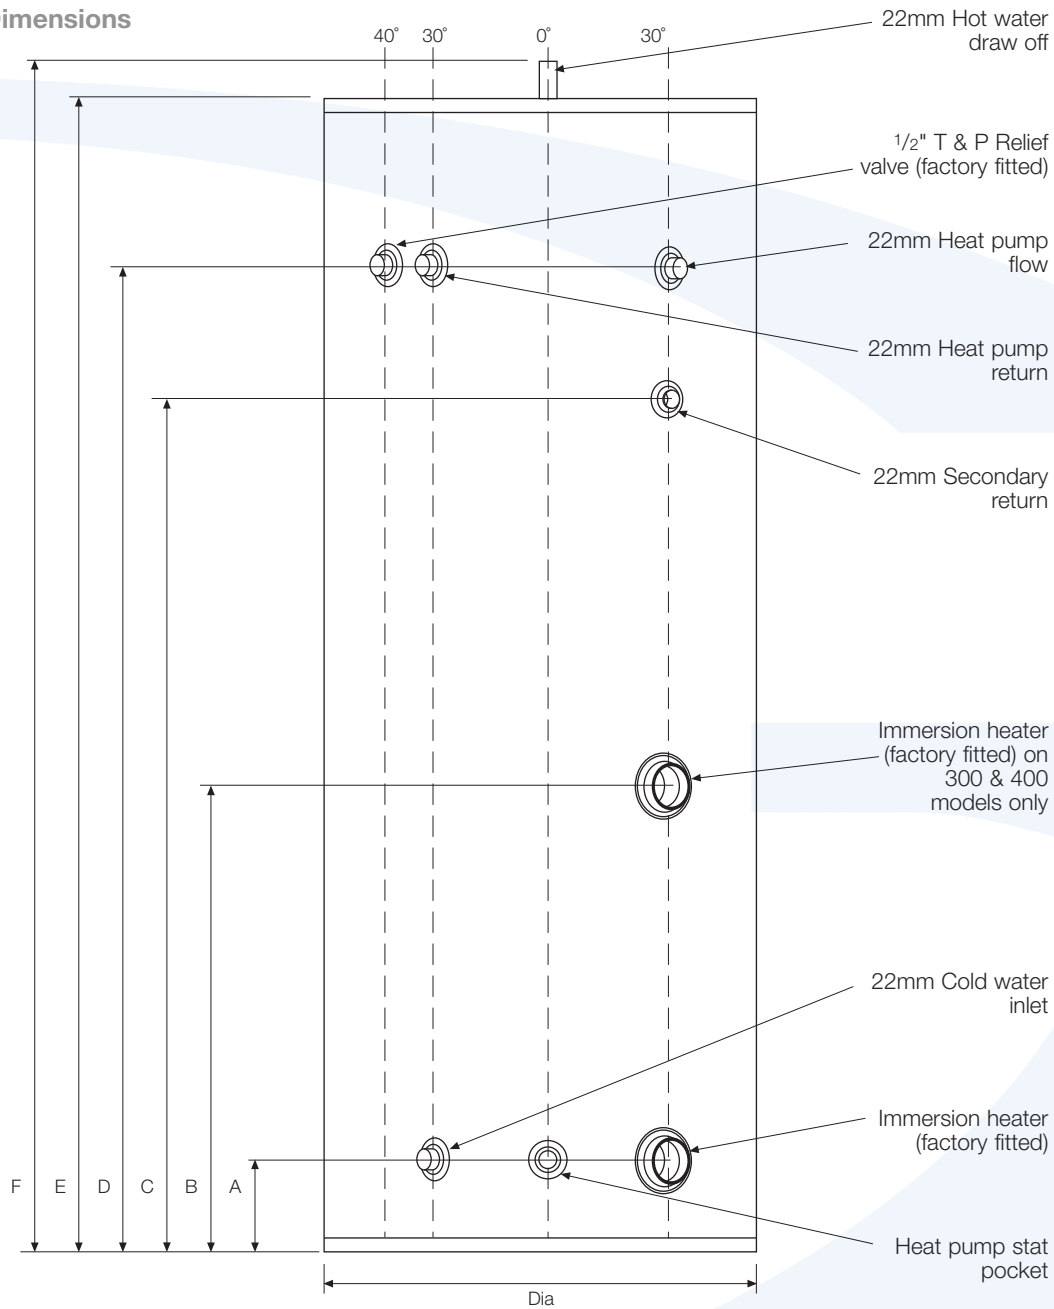 imensions
40° 30° 0° 30°
22mm Hot water
draw off
1/2" T & P Relief
valve (factory fitted)
22mm Heat pump
flow
22mm Heat pump
return
22mm Secondary
return
Immersion heater
(factory fitted) on
300 & 400
models only
22mm Cold water
inlet
Immersion heater
(factory fitted)
F E D C B A
Heat pump stat
pocket
Dia